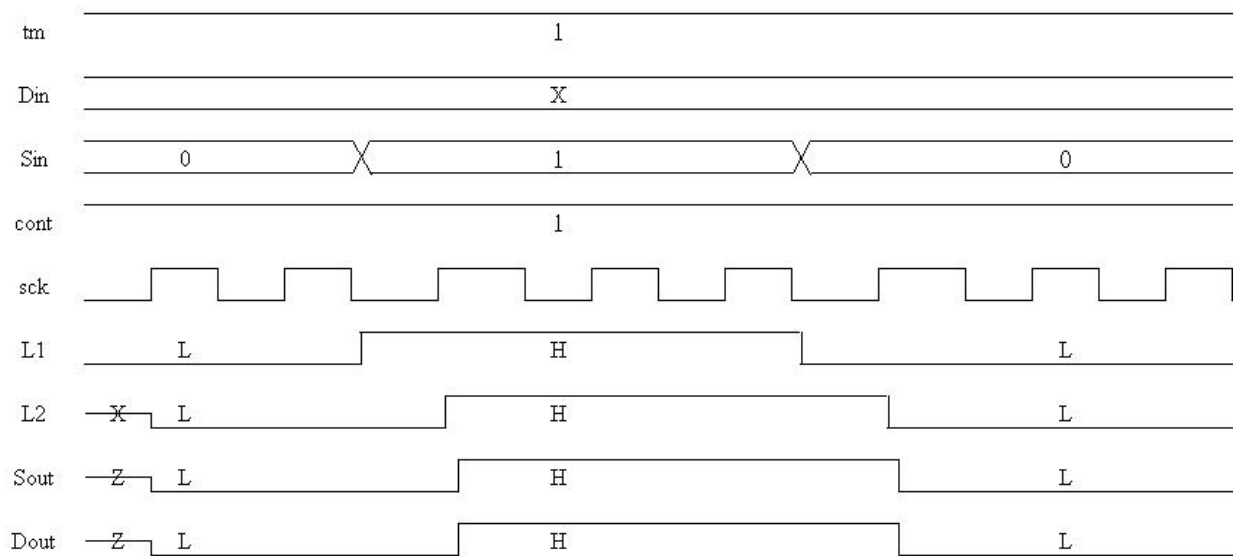 tm 1
Din X
Sin 0 1 0
cont 1
sck
L1 L H L
L2 X L H L
Sout Z L H L
Dout Z L H L